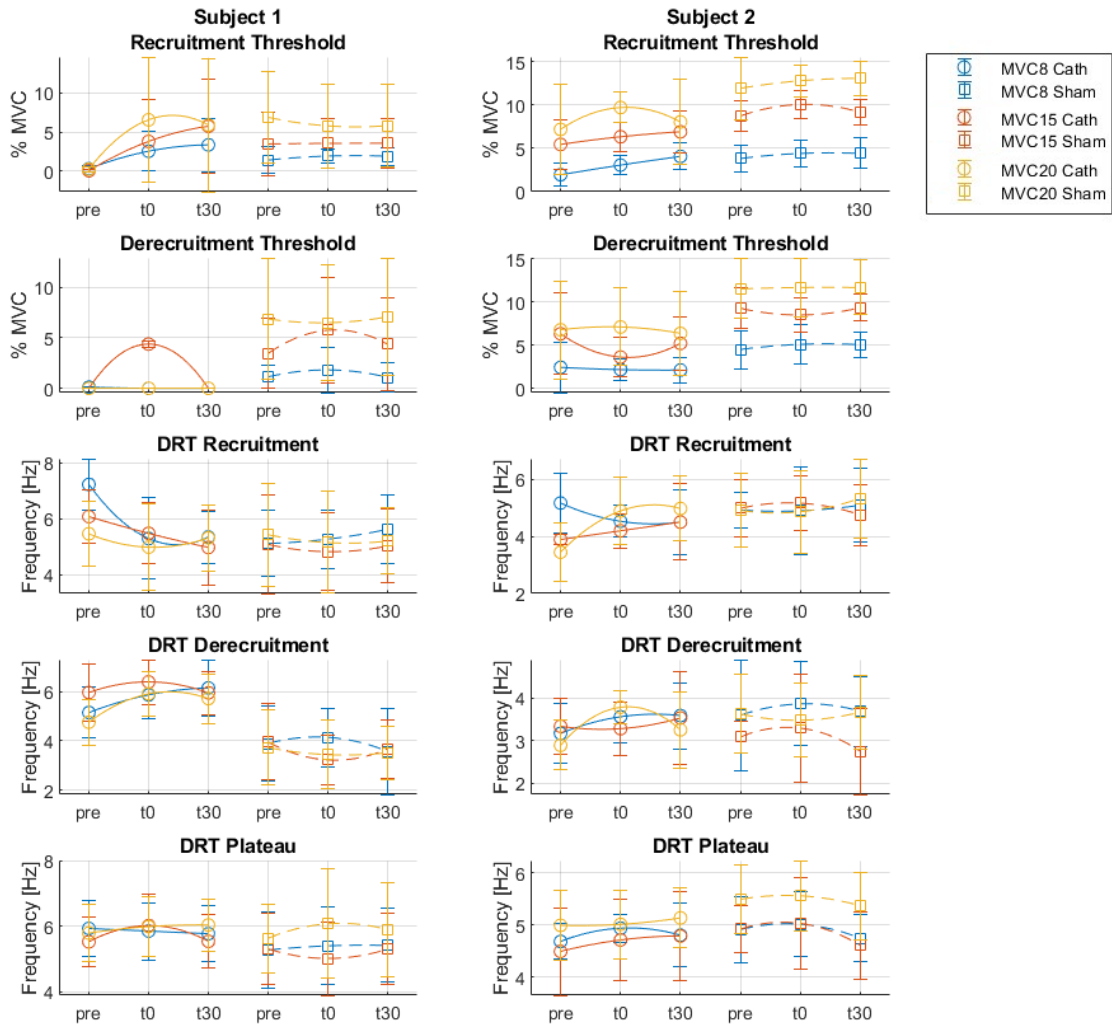 Subject 1
Recruitment Threshold
% MVC
10
5
0
pre t0 t30 pre t0 t30
Subject 2
Recruitment Threshold
% MVC
15
10
5
0
pre t0 t30 pre t0 t30
MVC8 Cath
MVC8 Sham
MVC15 Cath
MVC15 Sham
MVC20 Cath
MVC20 Sham
Derecruitment Threshold
% MVC
10
5
0
pre t0 t30 pre t0 t30
Derecruitment Threshold
% MVC
15
10
5
0
pre t0 t30 pre t0 t30
DRT Recruitment
Frequency [Hz]
8
6
4
pre t0 t30 pre t0 t30
DRT Recruitment
Frequency [Hz]
6
4
2
pre t0 t30 pre t0 t30
DRT Derecruitment
Frequency [Hz]
6
4
2
pre t0 t30 pre t0 t30
DRT Derecruitment
Frequency [Hz]
4
3
2
pre t0 t30 pre t0 t30
DRT Plateau
Frequency [Hz]
8
6
4
pre t0 t30 pre t0 t30
DRT Plateau
Frequency [Hz]
6
5
4
pre t0 t30 pre t0 t30